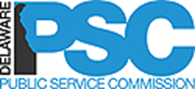 DELAWARE
PSC
PUBLIC SERVICE COMMISSION